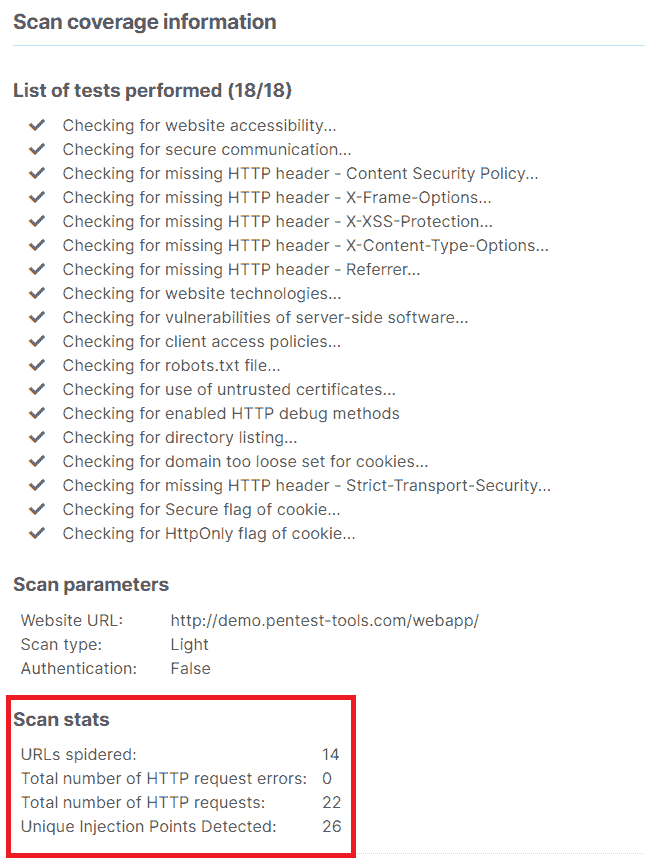 Scan coverage information
List of tests performed (18/18)
Checking for website accessibility...
Checking for secure communication...
Checking for missing HTTP header - Content Security Policy...
Checking for missing HTTP header - X-Frame-Options...
Checking for missing HTTP header - X-XSS-Protection...
Checking for missing HTTP header - X-Content-Type-Options...
Checking for missing HTTP header - Referrer...
Checking for website technologies...
Checking for vulnerabilities of server-side software...
Checking for client access policies...
Checking for robots.txt file...
Checking for use of untrusted certificates...
Checking for enabled HTTP debug methods
Checking for directory listing...
Checking for domain too loose set for cookies...
Checking for missing HTTP header - Strict-Transport-Security...
Checking for Secure flag of cookie...
Checking for HttpOnly flag of cookie...
Scan parameters
Website URL: http://demo.pentest-tools.com/webapp/
Scan type: Light
Authentication: False
Scan stats
URLs spidered: 14
Total number of HTTP request errors: 0
Total number of HTTP requests: 22
Unique Injection Points Detected: 26